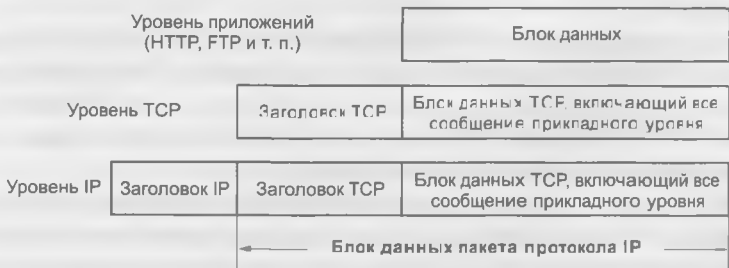 Уровень приложений
(HTTP, FTP и т. п.)
Блок данных
Уровень TCP
Заголовок TCP
Блок данных TCP, включающий все
сообщение прикладного уровня
Уровень IP
Заголовок IP
Заголовок TCP
Блок данных TCP, включающий все
сообщение прикладного уровня
Блок данных пакета протокола IP